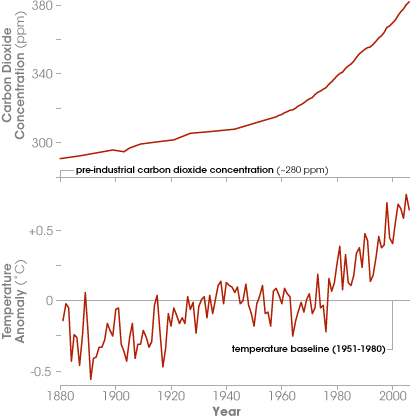 380
340
300
Carbon Dioxide
Concentration (ppm)
pre-industrial carbon dioxide concentration (~280 ppm)
+0.5
0
-0.5
Temperature
Anomaly (˚C)
temperature baseline (1951-1980)
1880 1900 1920 1940 1960 1980 2000
Year